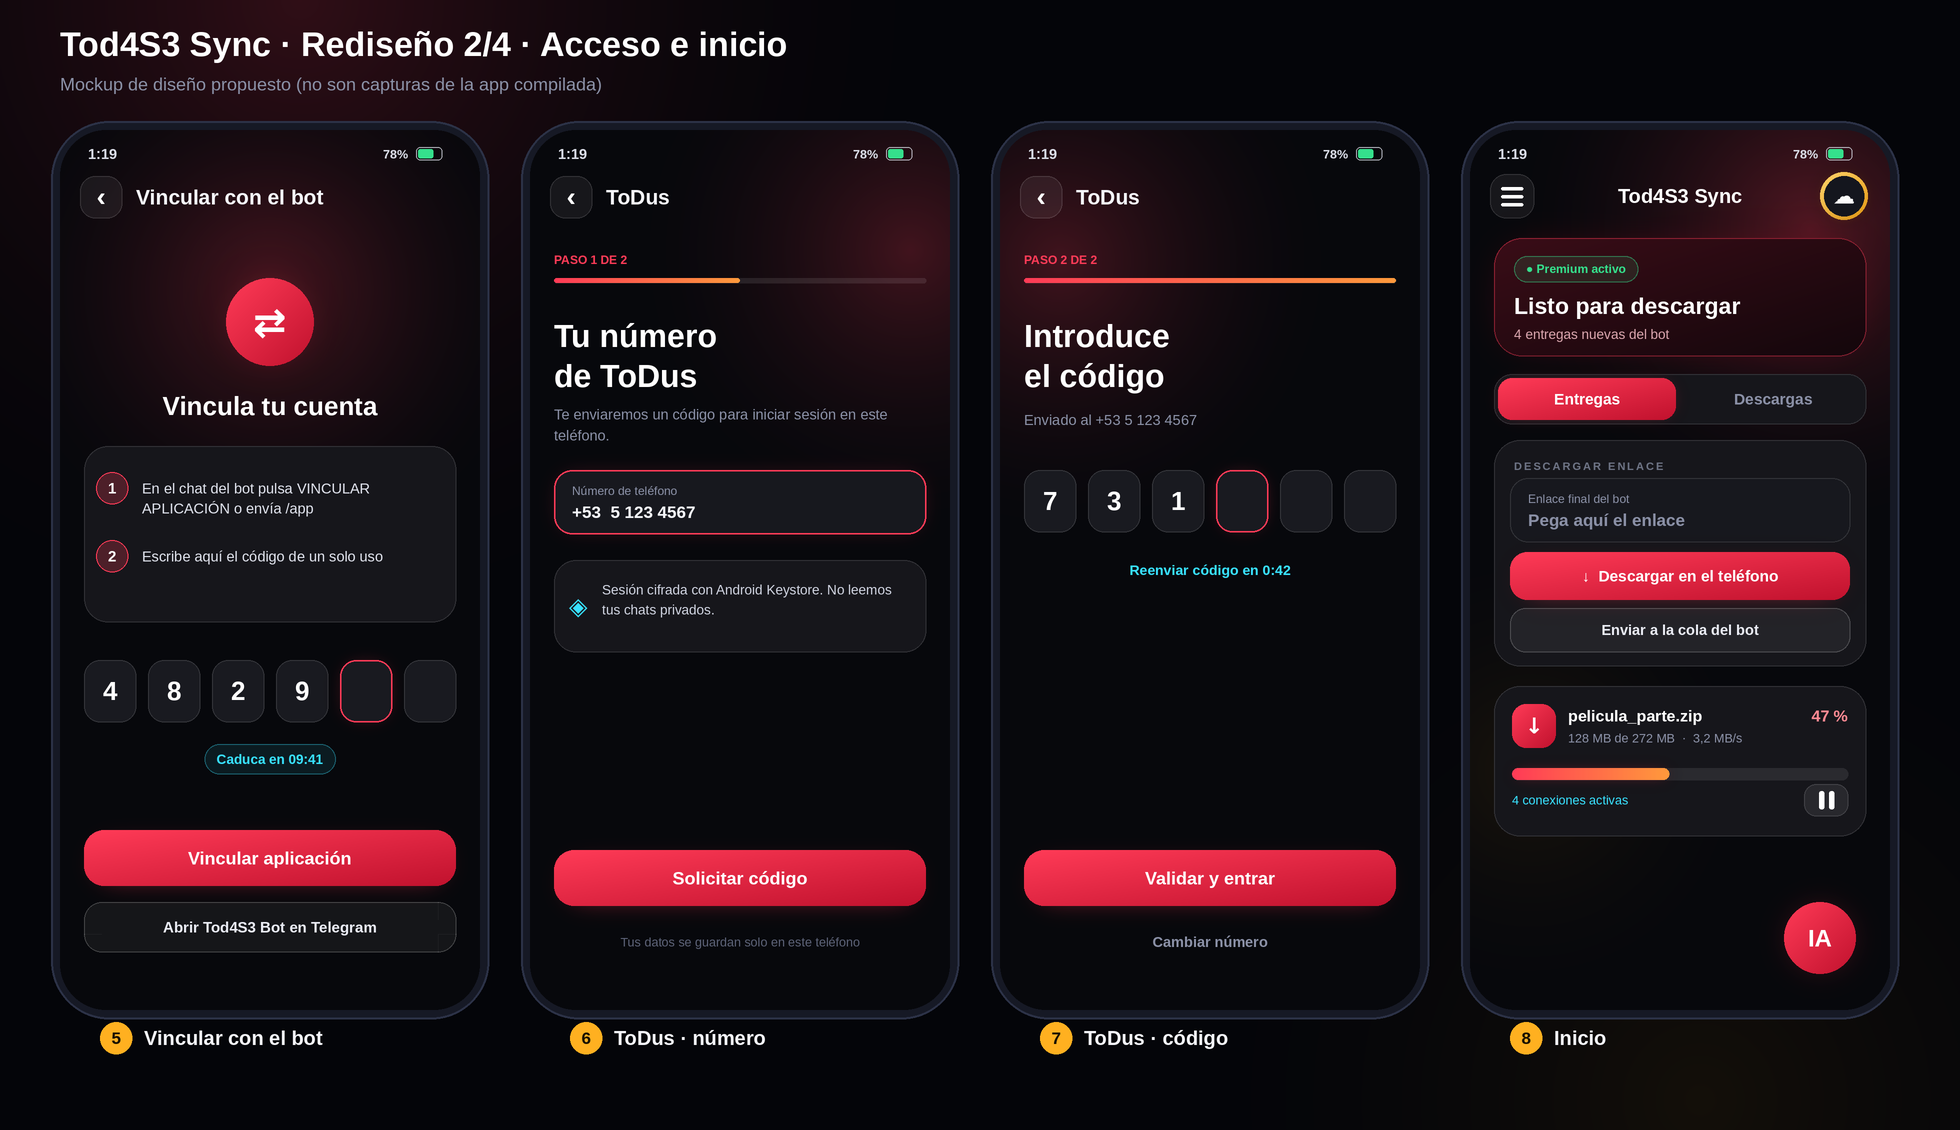 Tod4S3 Sync · Rediseño 2/4 · Acceso e inicio
Mockup de diseño propuesto (no son capturas de la app compilada)
1:19
78%
‹ Vincular con el bot
⇄
Vincula tu cuenta
1 En el chat del bot pulsa VINCULAR
APLICACIÓN o envía /app
2 Escribe aquí el código de un solo uso
4 8 2 9
Caduca en 09:41
Vincular aplicación
Abrir Tod4S3 Bot en Telegram
5 Vincular con el bot
1:19
78%
‹ ToDus
PASO 1 DE 2
Tu número
de ToDus
Te enviaremos un código para iniciar sesión en este
teléfono.
Número de teléfono
+53 5 123 4567
◈ Sesión cifrada con Android Keystore. No leemos
tus chats privados.
Solicitar código
Tus datos se guardan solo en este teléfono
6 ToDus · número
1:19
78%
‹ ToDus
PASO 2 DE 2
Introduce
el código
Enviado al +53 5 123 4567
7 3 1
Reenviar código en 0:42
Validar y entrar
Cambiar número
7 ToDus · código
1:19
78%
Tod4S3 Sync
● Premium activo
Listo para descargar
4 entregas nuevas del bot
Entregas
Descargas
DESCARGAR ENLACE
Enlace final del bot
Pega aquí el enlace
↓ Descargar en el teléfono
Enviar a la cola del bot
↓ pelicula_parte.zip 47 %
128 MB de 272 MB · 3,2 MB/s
4 conexiones activas
IA
8 Inicio